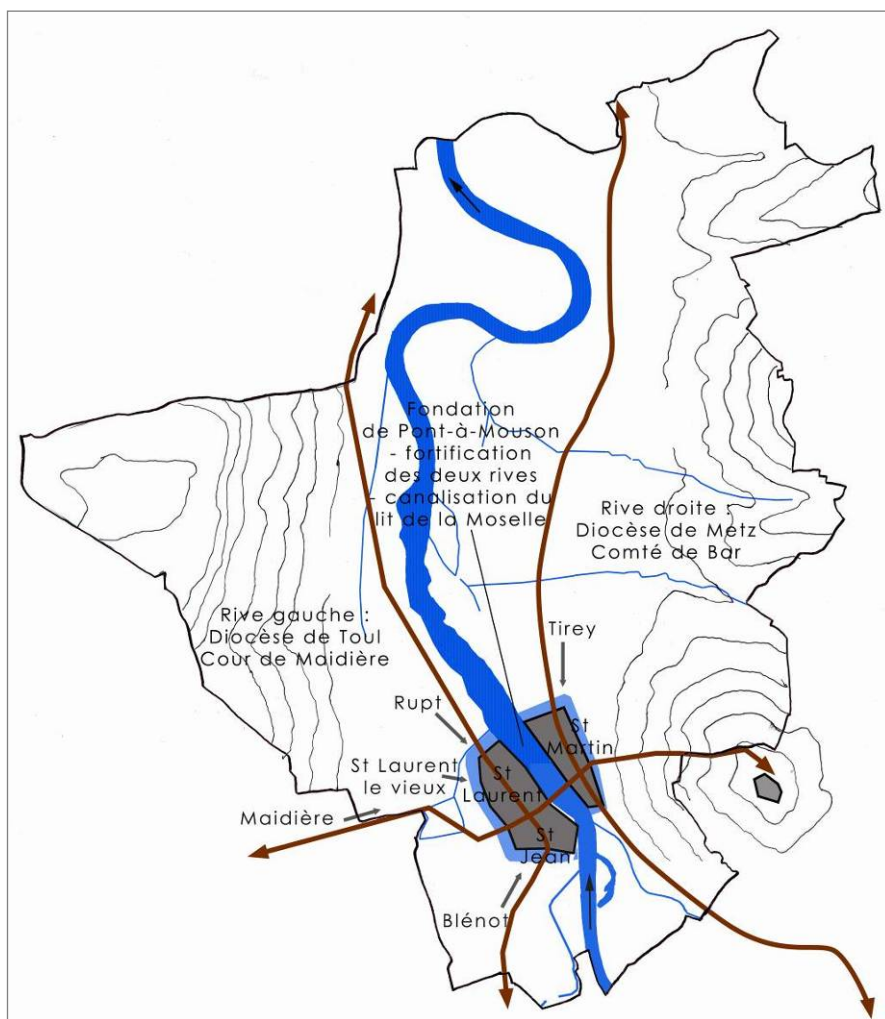 Fondation
de Pont-à-Mouson
- fortification
des deux rives
- canalisation du
lit de la Moselle
Rive droite :
Diocèse de Metz
Comté de Bar
Rive gauche :
Diocèse de Toul
Cour de Maidière
Tirey
Rupt
St
Martin
St Laurent
le vieux
St
Laurent
Maidière
St
Jean
Blénot